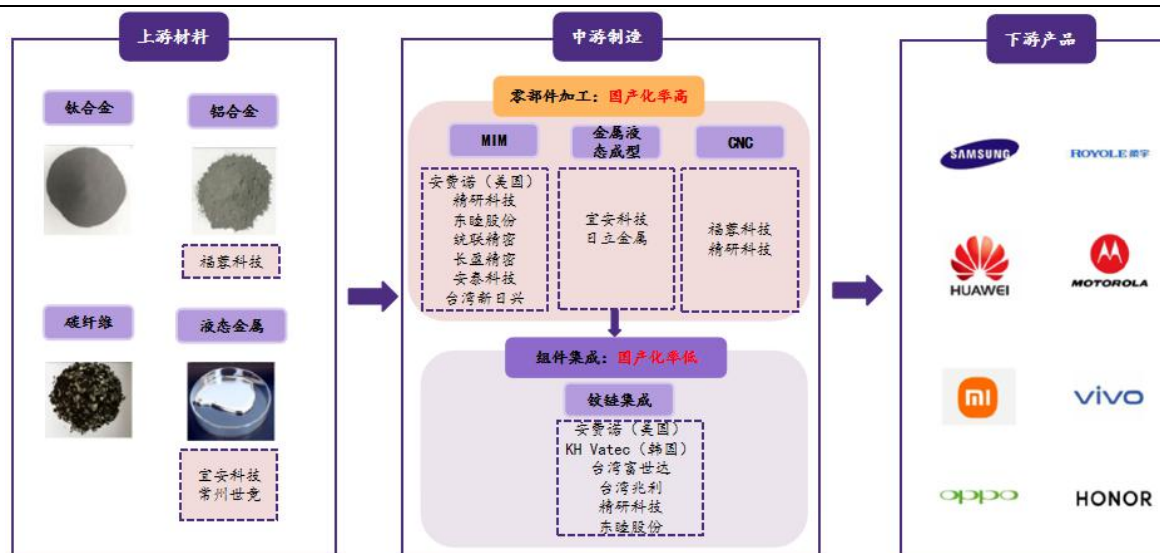 上游材料
钛合金
铝合金
福蓉科技
碳纤维
液态金属
宜安科技
常州世竞
中游制造
零部件加工：国产化率高
MIM
安费诺（美国）
精研科技
东睦股份
统联精密
长盈精密
安泰科技
台湾新日兴
金属液
态成型
宜安科技
日立金属
CNC
福蓉科技
精研科技
组件集成：国产化率低
铰链集成
安费诺（美国）
KH Vatec（韩国）
台湾富世达
台湾兆利
精研科技
东睦股份
下游产品
SAMSUNG
ROYOLE 柔宇
HUAWEI
MOTOROLA
mi
vivo
oppo
HONOR